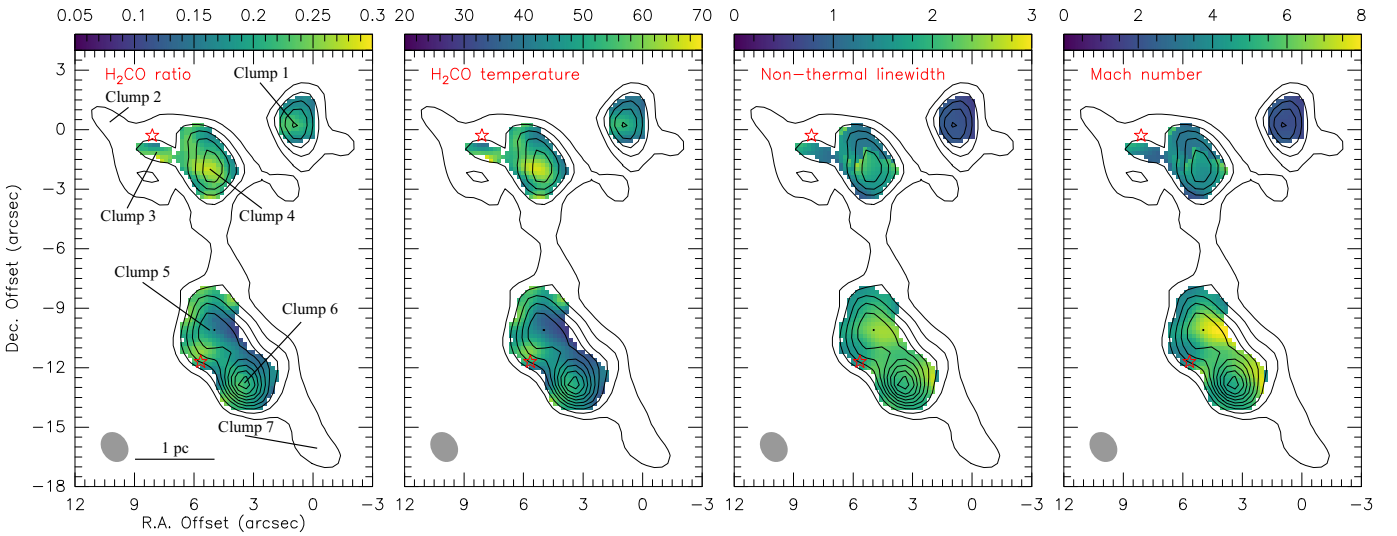 0.05 0.1 0.15 0.2 0.25 0.3 20 30 40 50 60 70 0 1 2 3 0 2 4 6 8
H₂CO ratio Clump 1 H₂CO temperature Non-thermal linewidth Mach number
Clump 2
Clump 3 Clump 4
Clump 5
Clump 6
Clump 7
1 pc
3
0
−3
−6
−9
−12
−15
−18
Dec. Offset (arcsec)
12 9 6 3 0 −3 12 9 6 3 0 −3 12 9 6 3 0 −3 12 9 6 3 0 −3
R.A. Offset (arcsec)